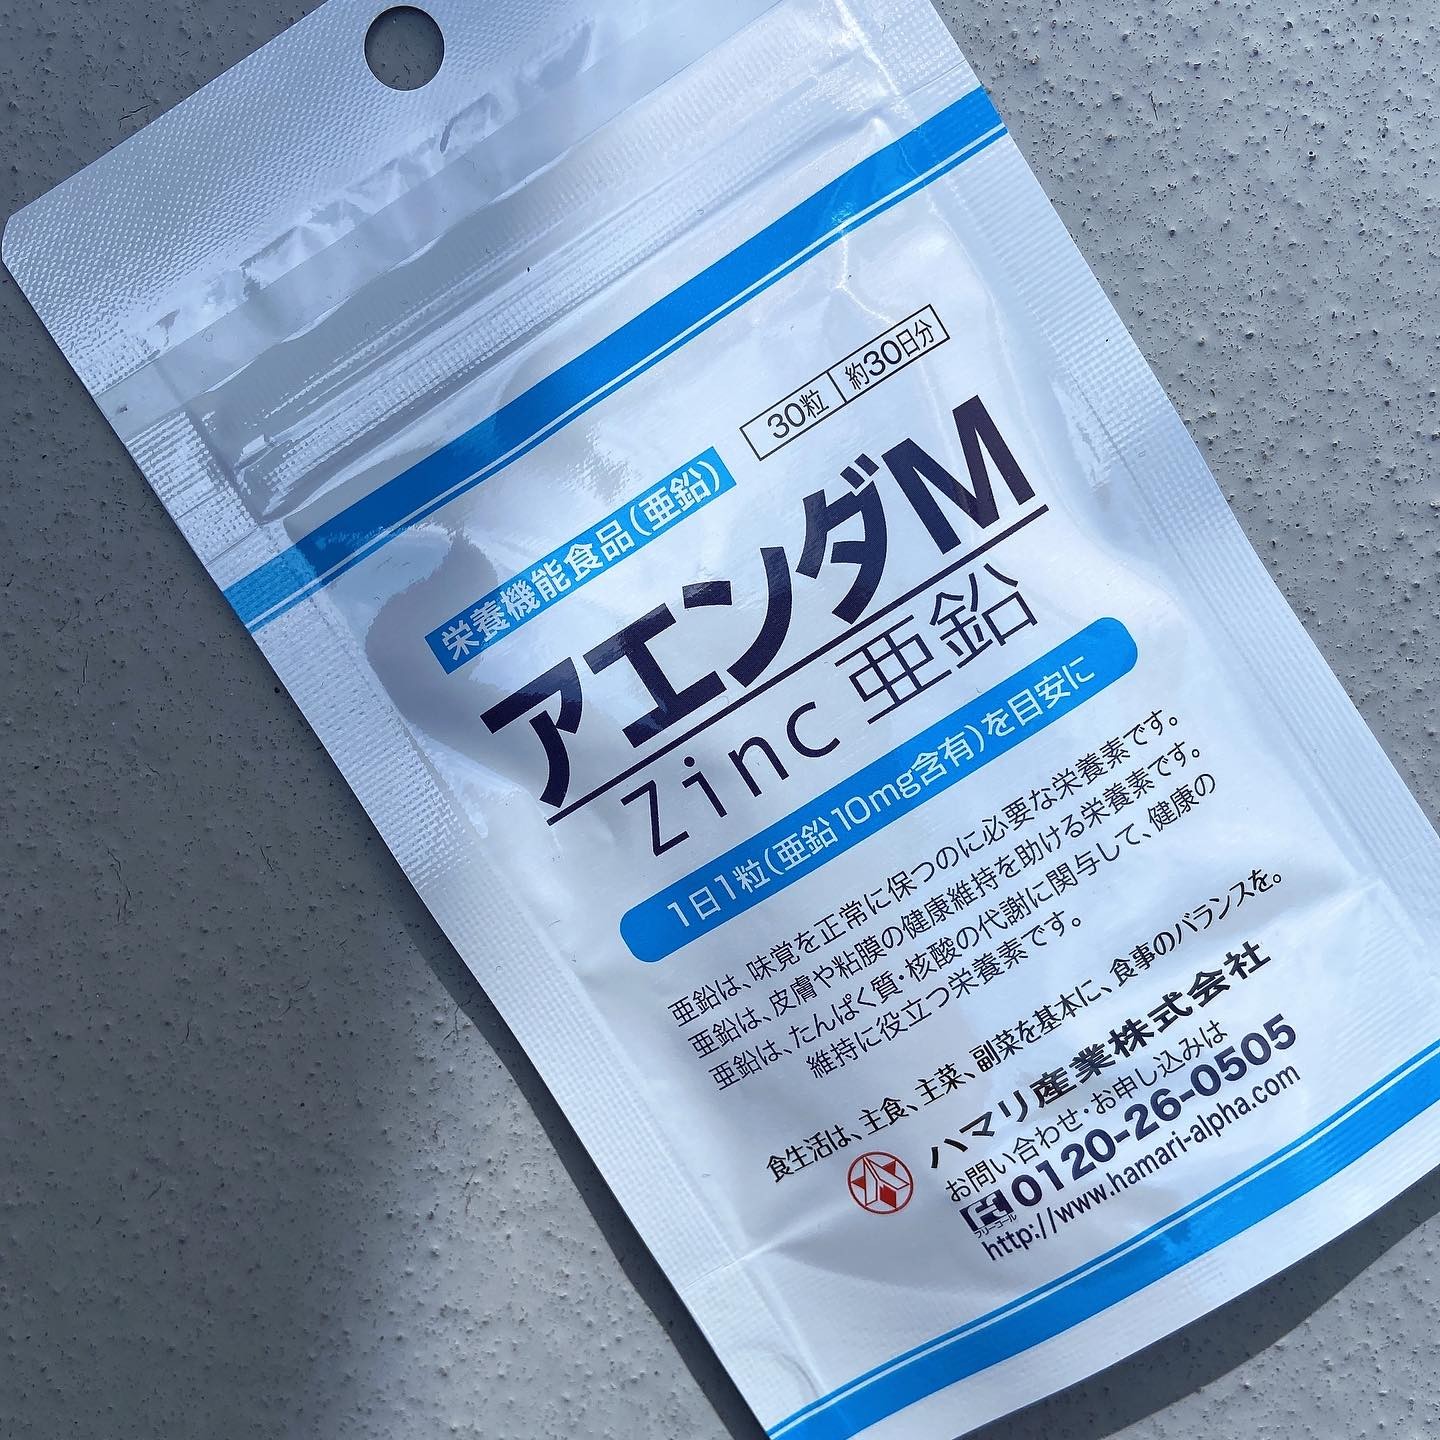 30粒 約30日分
栄養機能食品(亜鉛)
アエンダM
Zinc 亜鉛
1日1粒(亜鉛10mg含有)を目安に
亜鉛は、味覚を正常に保つのに必要な栄養素です。
亜鉛は、皮膚や粘膜の健康維持を助ける栄養素です。
亜鉛は、たんぱく質・核酸の代謝に関与して、健康の
維持に役立つ栄養素です。
食生活は、主食、主菜、副菜を基本に、食事のバランスを。
ハマリ産業株式会社
お問い合わせ・お申し込みは
フリーコール 0120-26-0505
http://www.hamari-alpha.com